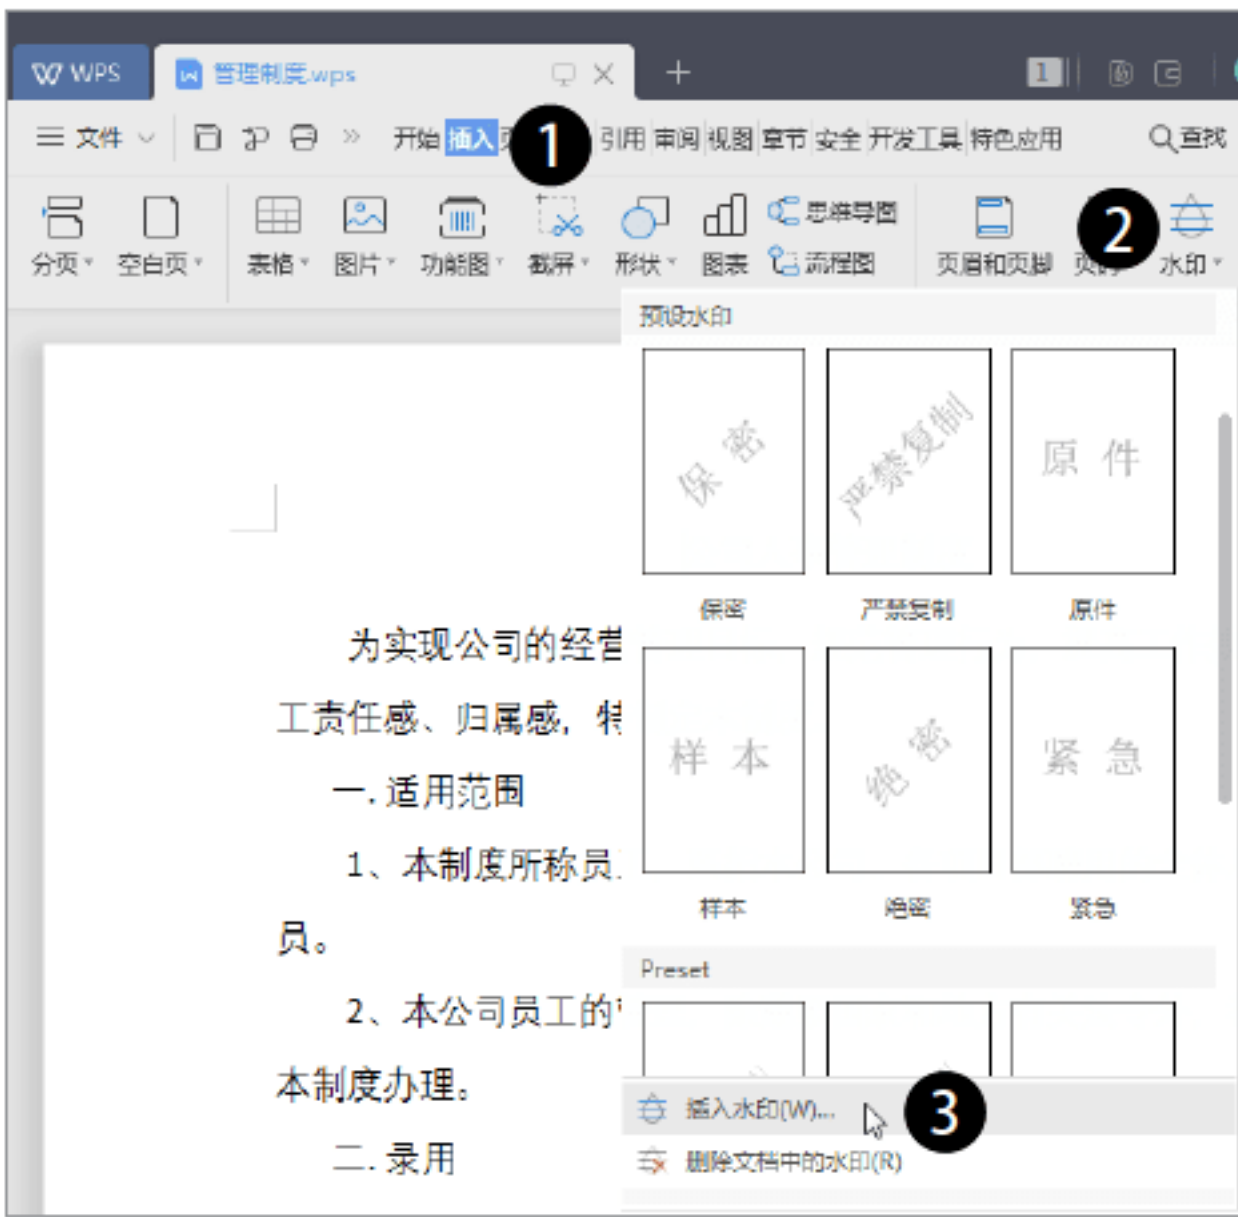 WPS 管理制度.wps 1
文件 开始 插入 1 引用 审阅 视图 章节 安全 开发工具 特色应用 查找
思维导图 2
分页 空白页 表格 图片 功能图 截屏 形状 图表 流程图 页眉和页脚 水印
预设水印
保密 严禁复制 原件
保密 严禁复制 原件
样本 绝密 紧急
样本 绝密 紧急
Preset
插入水印(W)... 3
删除文档中的水印(R)
为实现公司的经营
工责任感、归属感，特
一.适用范围
1、本制度所称员
员。
2、本公司员工的
本制度办理。
二.录用